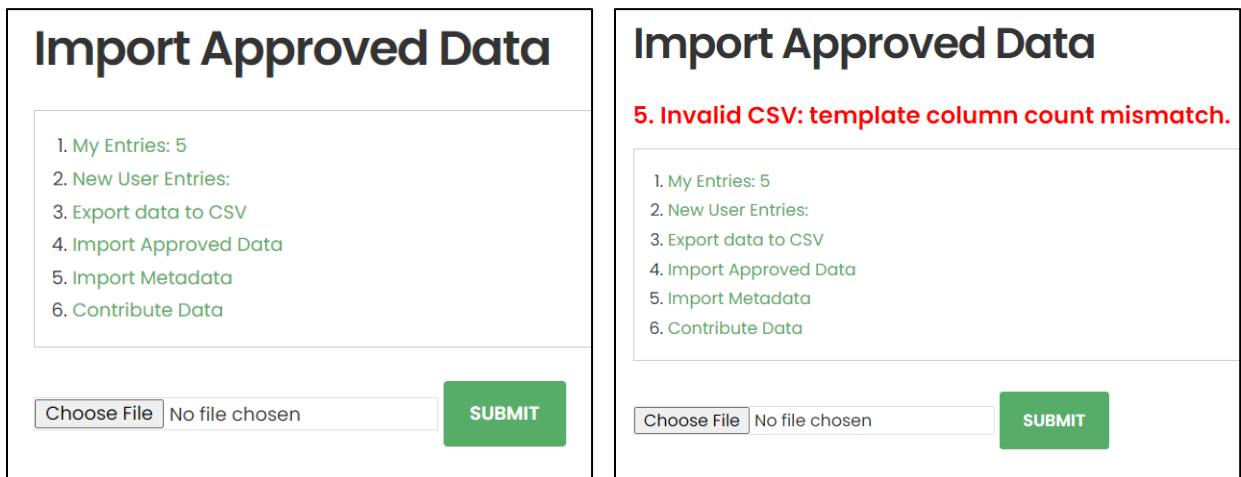 Import Approved Data
1. My Entries: 5
2. New User Entries:
3. Export data to CSV
4. Import Approved Data
5. Import Metadata
6. Contribute Data
Choose File No file chosen
SUBMIT
Import Approved Data
5. Invalid CSV: template column count mismatch.
1. My Entries: 5
2. New User Entries:
3. Export data to CSV
4. Import Approved Data
5. Import Metadata
6. Contribute Data
Choose File No file chosen
SUBMIT